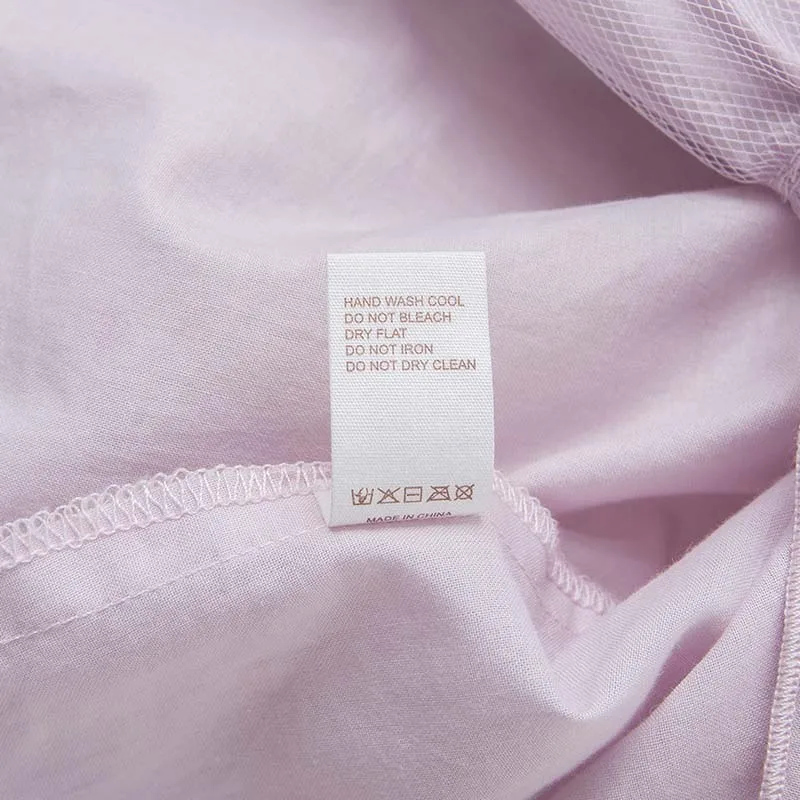 HAND WASH COOL
DO NOT BLEACH
DRY FLAT
DO NOT IRON
DO NOT DRY CLEAN
MADE IN CHINA